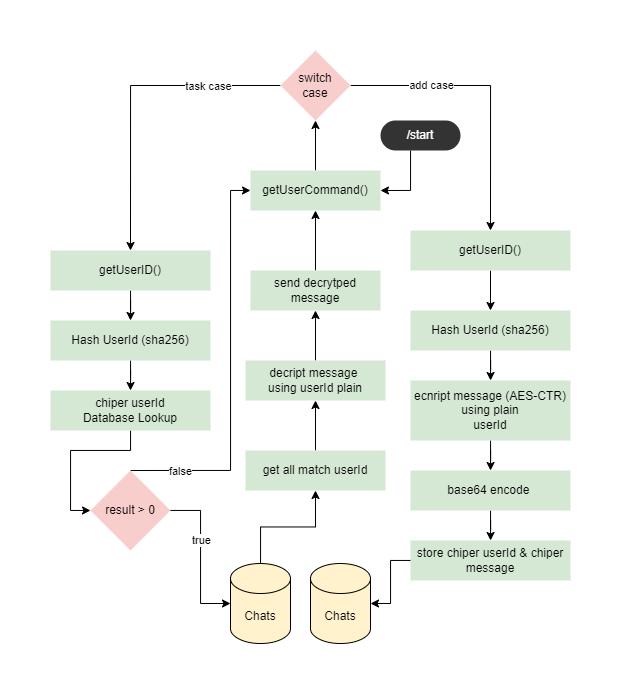 switch
case
task case
add case
/start
getUserCommand()
getUserID()
getUserID()
send decrytped
message
Hash UserId (sha256)
Hash UserId (sha256)
decript message
using userId plain
chiper userId
Database Lookup
ecnript message (AES-CTR)
using plain
userId
false
get all match userId
base64 encode
result > 0
true
store chiper userId & chiper
message
Chats
Chats